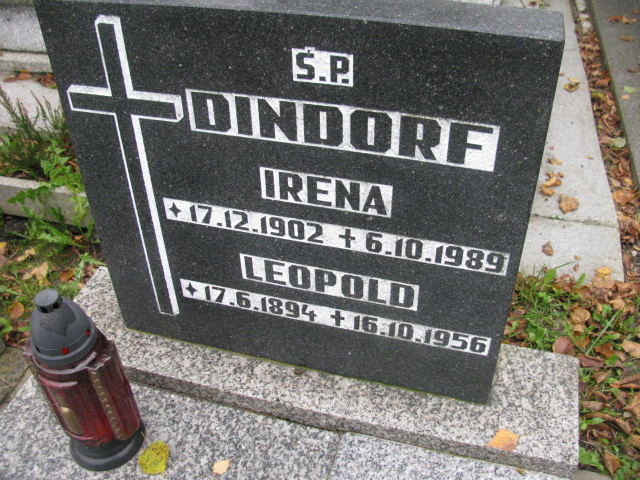 Ś.P.
DINDORF
IRENA
✦17.12.1902 +6.10.1989
LEOPOLD
✦17.6.1894 +16.10.1956